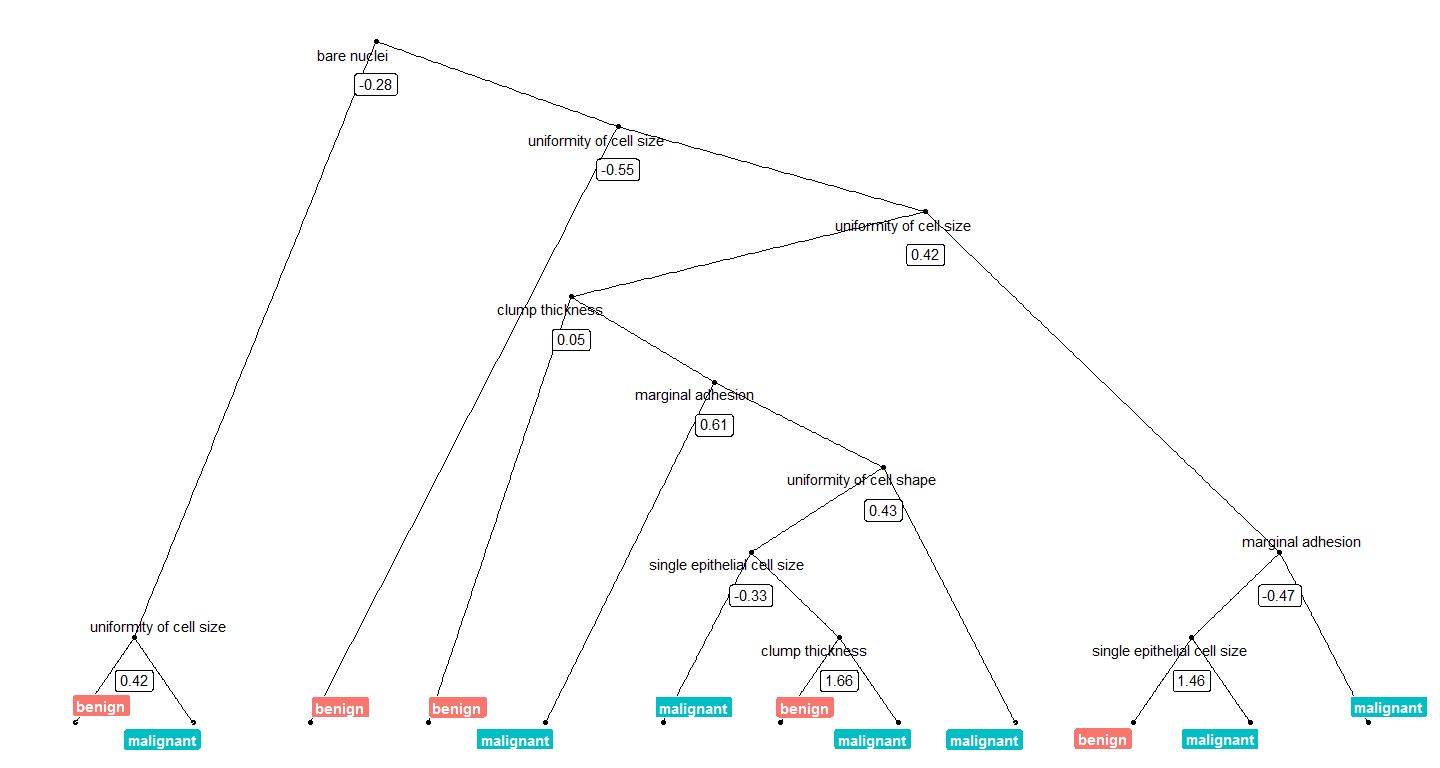 bare nuclei
-0.28
uniformity of cell size
-0.55
uniformity of cell size
0.42
clump thickness
0.05
marginal adhesion
0.61
uniformity of cell shape
0.43
single epithelial cell size
-0.33
marginal adhesion
-0.47
uniformity of cell size
0.42
clump thickness
1.66
single epithelial cell size
1.46
benign
malignant
benign
benign
malignant
malignant
benign
malignant
malignant
benign
malignant
malignant